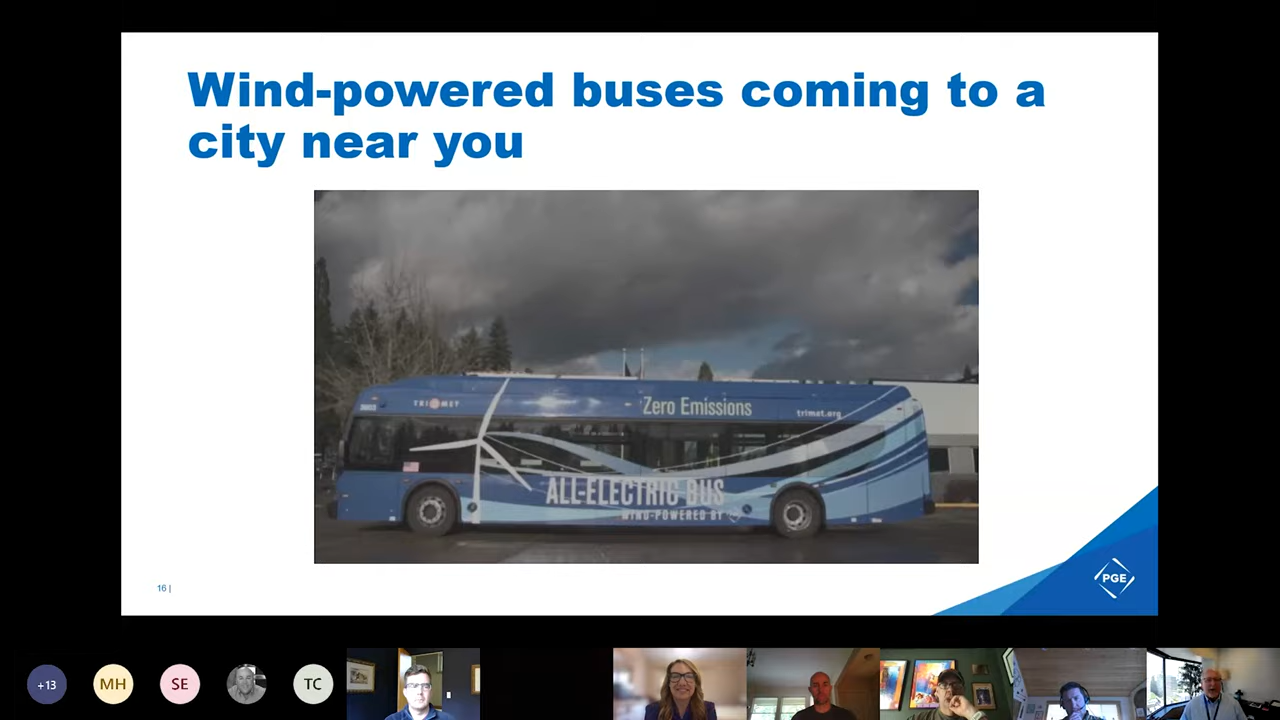 Wind-powered buses coming to a
city near you
TRIMET
Zero Emissions
trimet.org
ALL-ELECTRIC BUS
WIND-POWERED BY
16 |
PGE
+13
MH
SE
TC